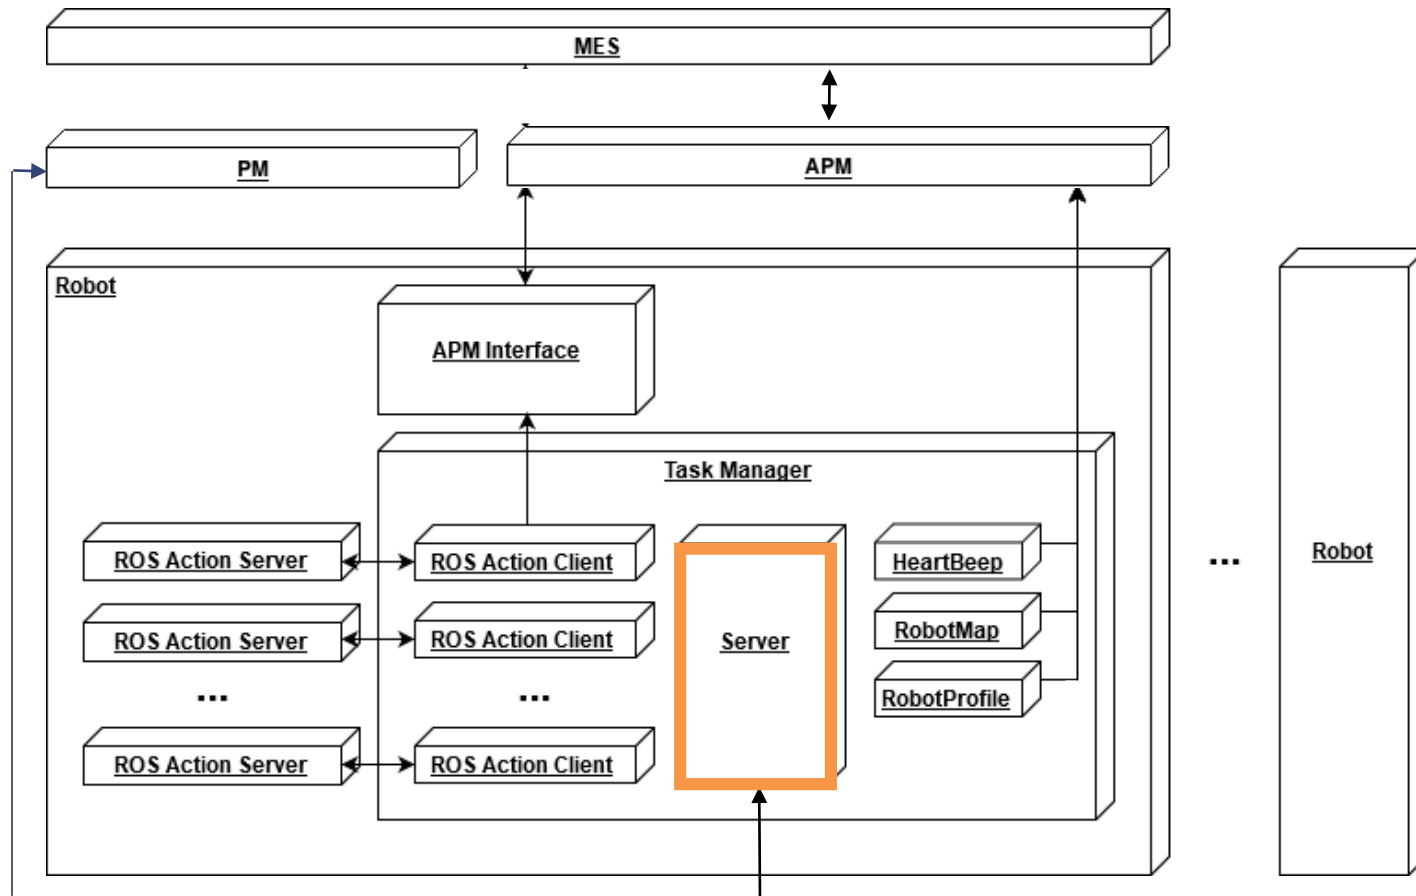 MES
PM
APM
Robot
APM Interface
Task Manager
ROS Action Server
ROS Action Client
HeartBeep
ROS Action Server
ROS Action Client
Server
RobotMap
...
...
RobotProfile
ROS Action Server
ROS Action Client
...
Robot